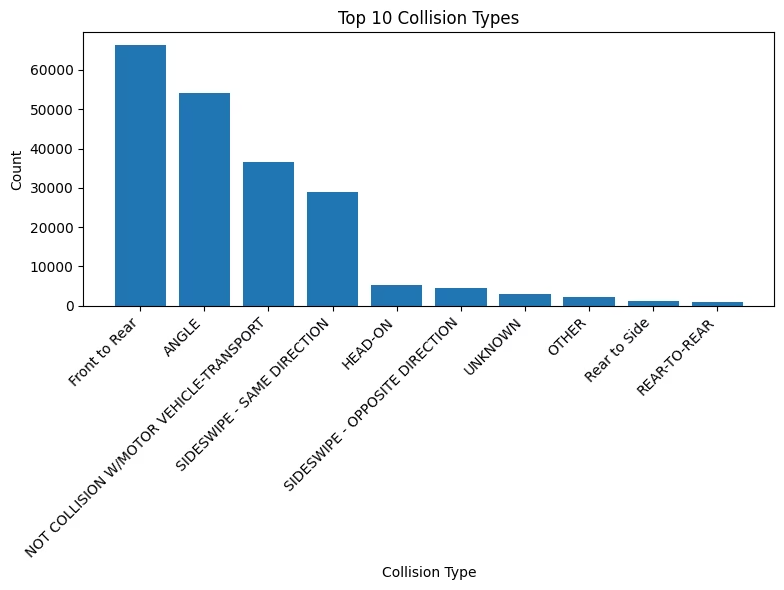 Top 10 Collision Types
Count
60000
50000
40000
30000
20000
10000
0
Front to Rear
ANGLE
NOT COLLISION W/MOTOR VEHICLE-TRANSPORT
SIDESWIPE - SAME DIRECTION
HEAD-ON
SIDESWIPE - OPPOSITE DIRECTION
UNKNOWN
OTHER
Rear to Side
REAR-TO-REAR
Collision Type